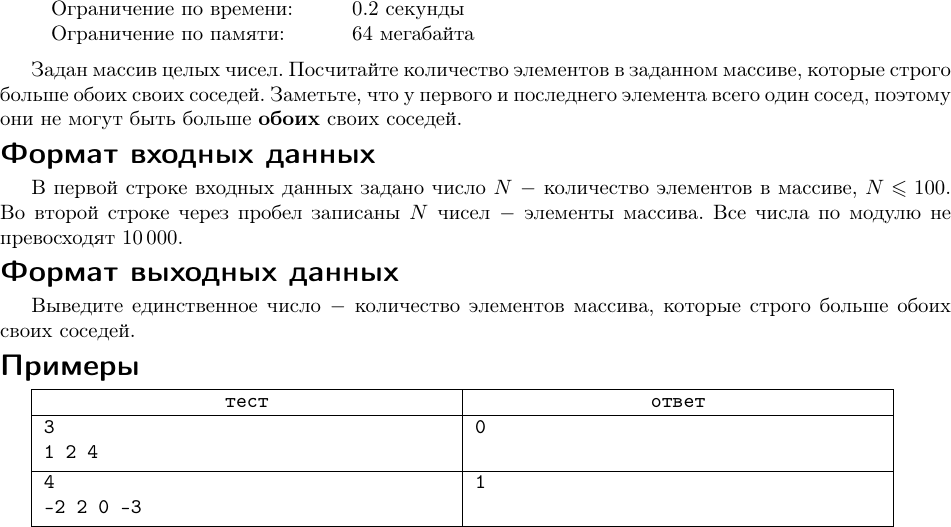 Ограничение по времени: 0.2 секунды
Ограничение по памяти: 64 мегабайта
Задан массив целых чисел. Посчитайте количество элементов в заданном массиве, которые строго
больше обоих своих соседей. Заметьте, что у первого и последнего элемента всего один сосед, поэтому
они не могут быть больше обоих своих соседей.
Формат входных данных
В первой строке входных данных задано число N − количество элементов в массиве, N ⩽ 100.
Во второй строке через пробел записаны N чисел − элементы массива. Все числа по модулю не
превосходят 10 000.
Формат выходных данных
Выведите единственное число − количество элементов массива, которые строго больше обоих
своих соседей.
Примеры
тест ответ
3 0
1 2 4
4 1
-2 2 0 -3